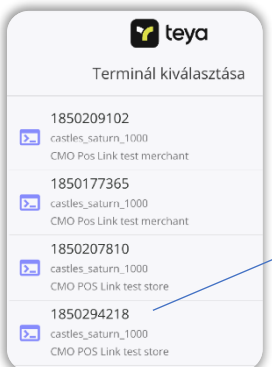 teya
Terminál kiválasztása
1850209102
castles_saturn_1000
CMO Pos Link test merchant
1850177365
castles_saturn_1000
CMO Pos Link test merchant
1850207810
castles_saturn_1000
CMO POS Link test store
1850294218
castles_saturn_1000
CMO POS Link test store